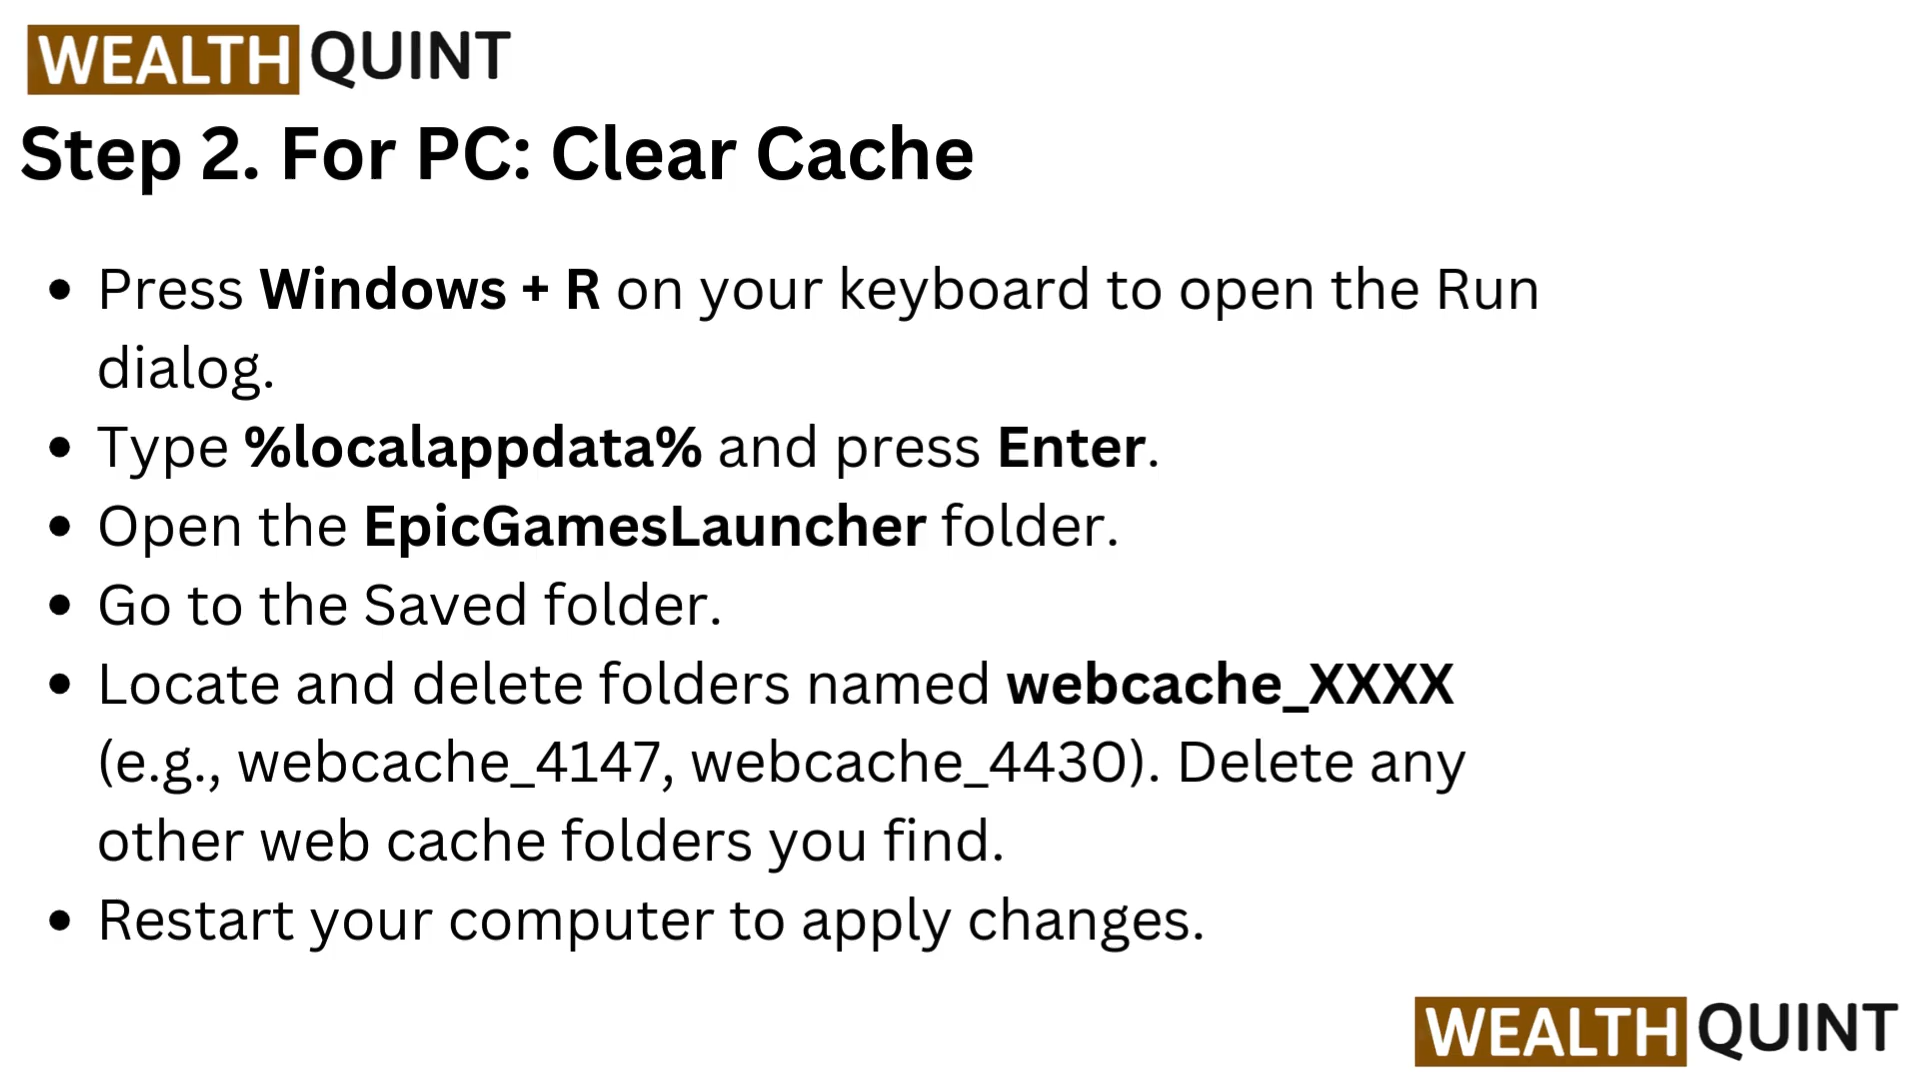 WEALTH QUINT
Step 2. For PC: Clear Cache
• Press Windows + R on your keyboard to open the Run
dialog.
• Type %localappdata% and press Enter.
• Open the EpicGamesLauncher folder.
• Go to the Saved folder.
• Locate and delete folders named webcache_XXXX
(e.g., webcache_4147, webcache_4430). Delete any
other web cache folders you find.
• Restart your computer to apply changes.
WEALTH QUINT